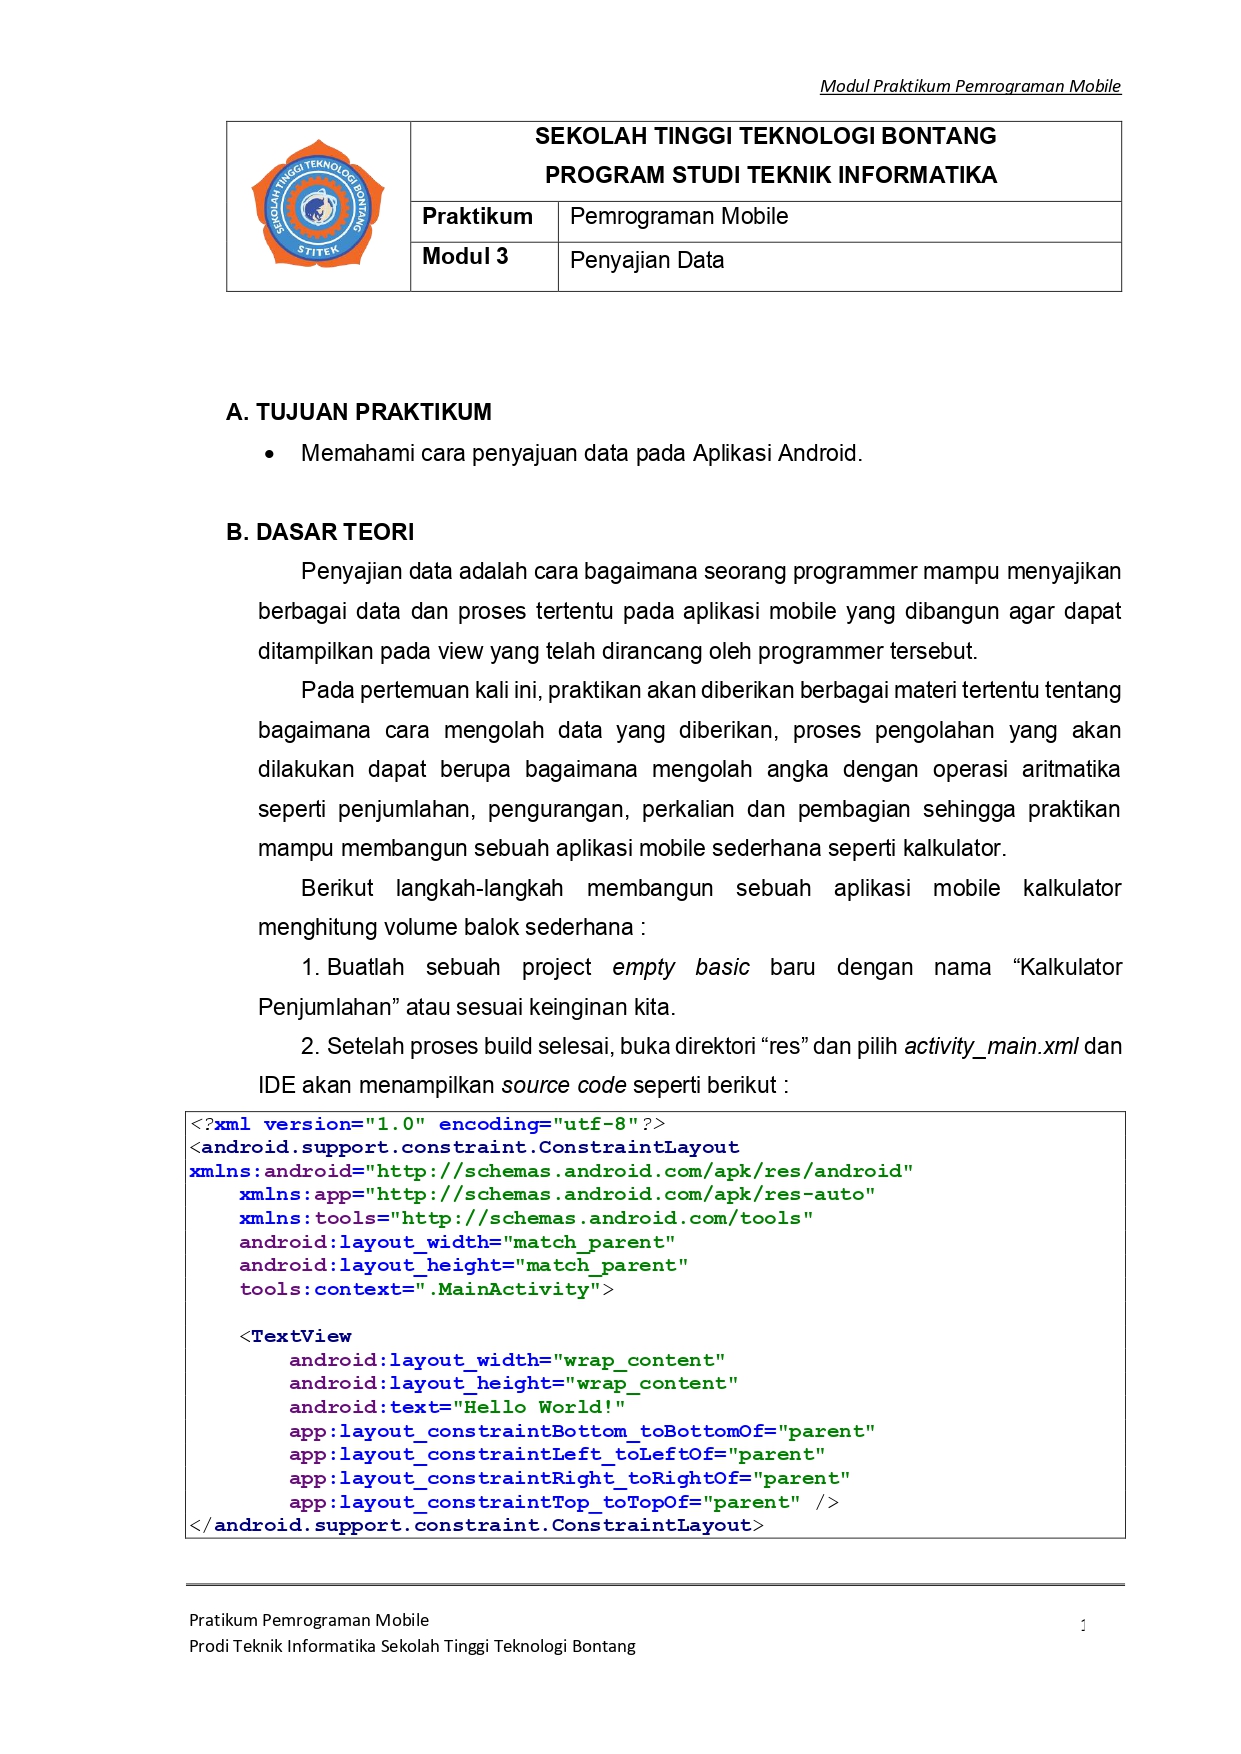 Modul Praktikum Pemrograman Mobile
SEKOLAH TINGGI TEKNOLOGI BONTANG
STITEK
SEKOLAH TINGGI TEKNOLOGI BONTANG
PROGRAM STUDI TEKNIK INFORMATIKA
Praktikum Pemrograman Mobile
Modul 3 Penyajian Data
A. TUJUAN PRAKTIKUM
• Memahami cara penyajuan data pada Aplikasi Android.
B. DASAR TEORI
Penyajian data adalah cara bagaimana seorang programmer mampu menyajikan
berbagai data dan proses tertentu pada aplikasi mobile yang dibangun agar dapat
ditampilkan pada view yang telah dirancang oleh programmer tersebut.
Pada pertemuan kali ini, praktikan akan diberikan berbagai materi tertentu tentang
bagaimana cara mengolah data yang diberikan, proses pengolahan yang akan
dilakukan dapat berupa bagaimana mengolah angka dengan operasi aritmatika
seperti penjumlahan, pengurangan, perkalian dan pembagian sehingga praktikan
mampu membangun sebuah aplikasi mobile sederhana seperti kalkulator.
Berikut langkah-langkah membangun sebuah aplikasi mobile kalkulator
menghitung volume balok sederhana :
1. Buatlah sebuah project empty basic baru dengan nama “Kalkulator
Penjumlahan” atau sesuai keinginan kita.
2. Setelah proses build selesai, buka direktori “res” dan pilih activity_main.xml dan
IDE akan menampilkan source code seperti berikut :
<?xml version="1.0" encoding="utf-8"?>
<android.support.constraint.ConstraintLayout
xmlns:android="http://schemas.android.com/apk/res/android"
    xmlns:app="http://schemas.android.com/apk/res-auto"
    xmlns:tools="http://schemas.android.com/tools"
    android:layout_width="match_parent"
    android:layout_height="match_parent"
    tools:context=".MainActivity">
    <TextView
        android:layout_width="wrap_content"
        android:layout_height="wrap_content"
        android:text="Hello World!"
        app:layout_constraintBottom_toBottomOf="parent"
        app:layout_constraintLeft_toLeftOf="parent"
        app:layout_constraintRight_toRightOf="parent"
        app:layout_constraintTop_toTopOf="parent" />
</android.support.constraint.ConstraintLayout>
Pratikum Pemrograman Mobile
1
Prodi Teknik Informatika Sekolah Tinggi Teknologi Bontang